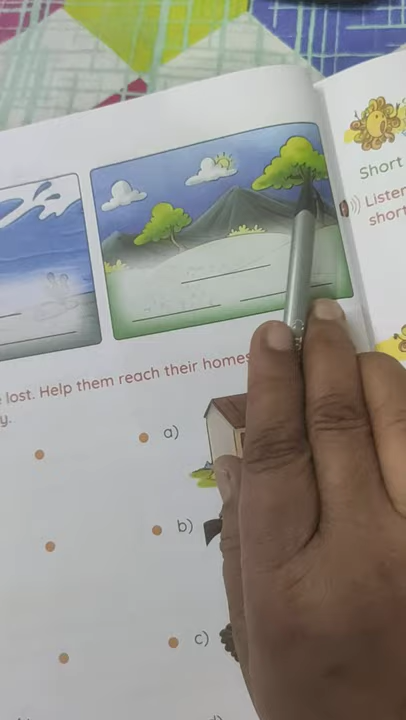 lost. Help them reach their homes
y.
a)
b)
c)
d)
Short
Listen
short